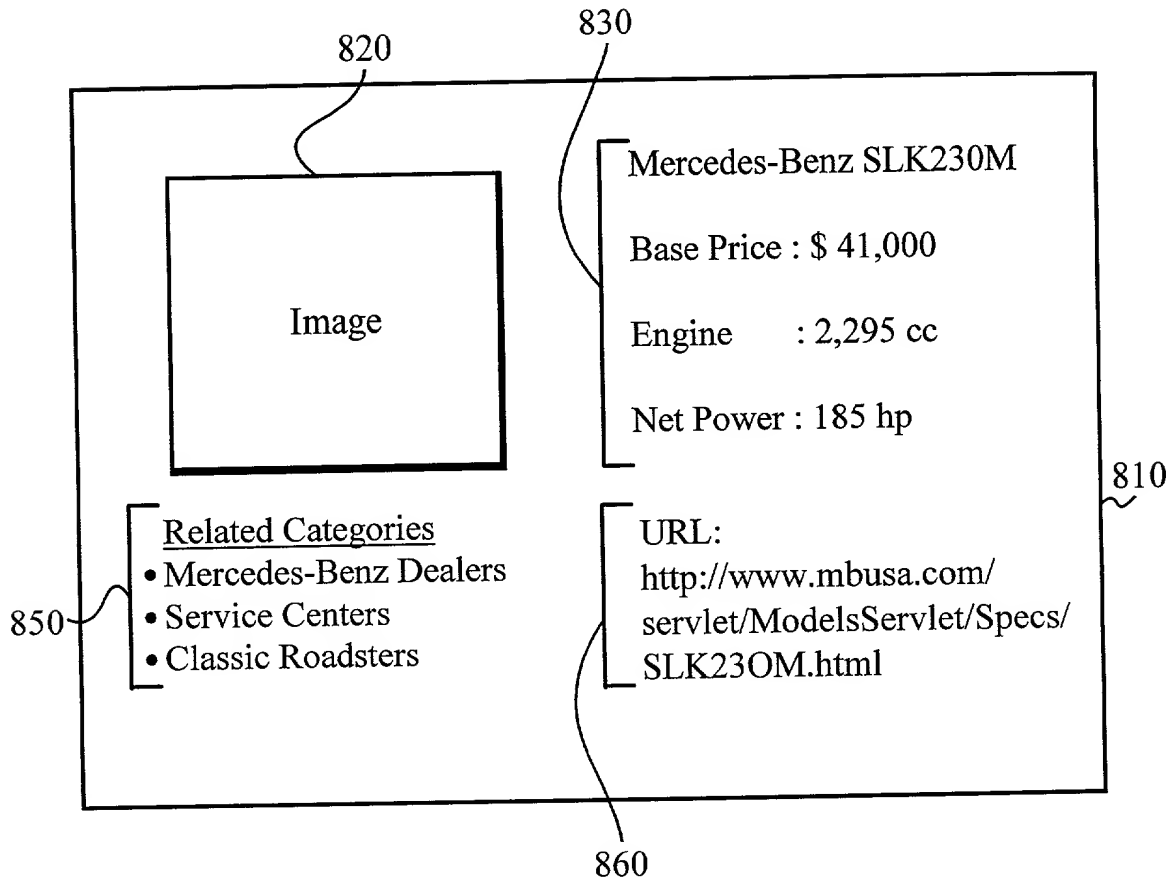 820
830
Mercedes-Benz SLK230M
Base Price : $ 41,000
Image
Engine : 2,295 cc
Net Power : 185 hp
810
Related Categories
• Mercedes-Benz Dealers
• Service Centers
• Classic Roadsters
850
URL:
http://www.mbusa.com/
servlet/ModelsServlet/Specs/
SLK23OM.html
860